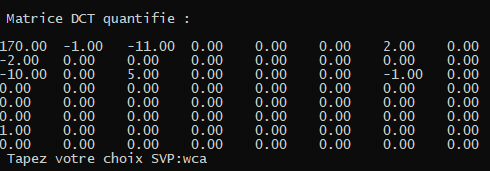 Matrice DCT quantifie :
170.00 -1.00 -11.00 0.00 0.00 0.00 2.00 0.00
-2.00 0.00 0.00 0.00 0.00 0.00 0.00 0.00
-10.00 0.00 5.00 0.00 0.00 0.00 -1.00 0.00
0.00 0.00 0.00 0.00 0.00 0.00 0.00 0.00
0.00 0.00 0.00 0.00 0.00 0.00 0.00 0.00
0.00 0.00 0.00 0.00 0.00 0.00 0.00 0.00
1.00 0.00 0.00 0.00 0.00 0.00 0.00 0.00
0.00 0.00 0.00 0.00 0.00 0.00 0.00 0.00
Tapez votre choix SVP:wca